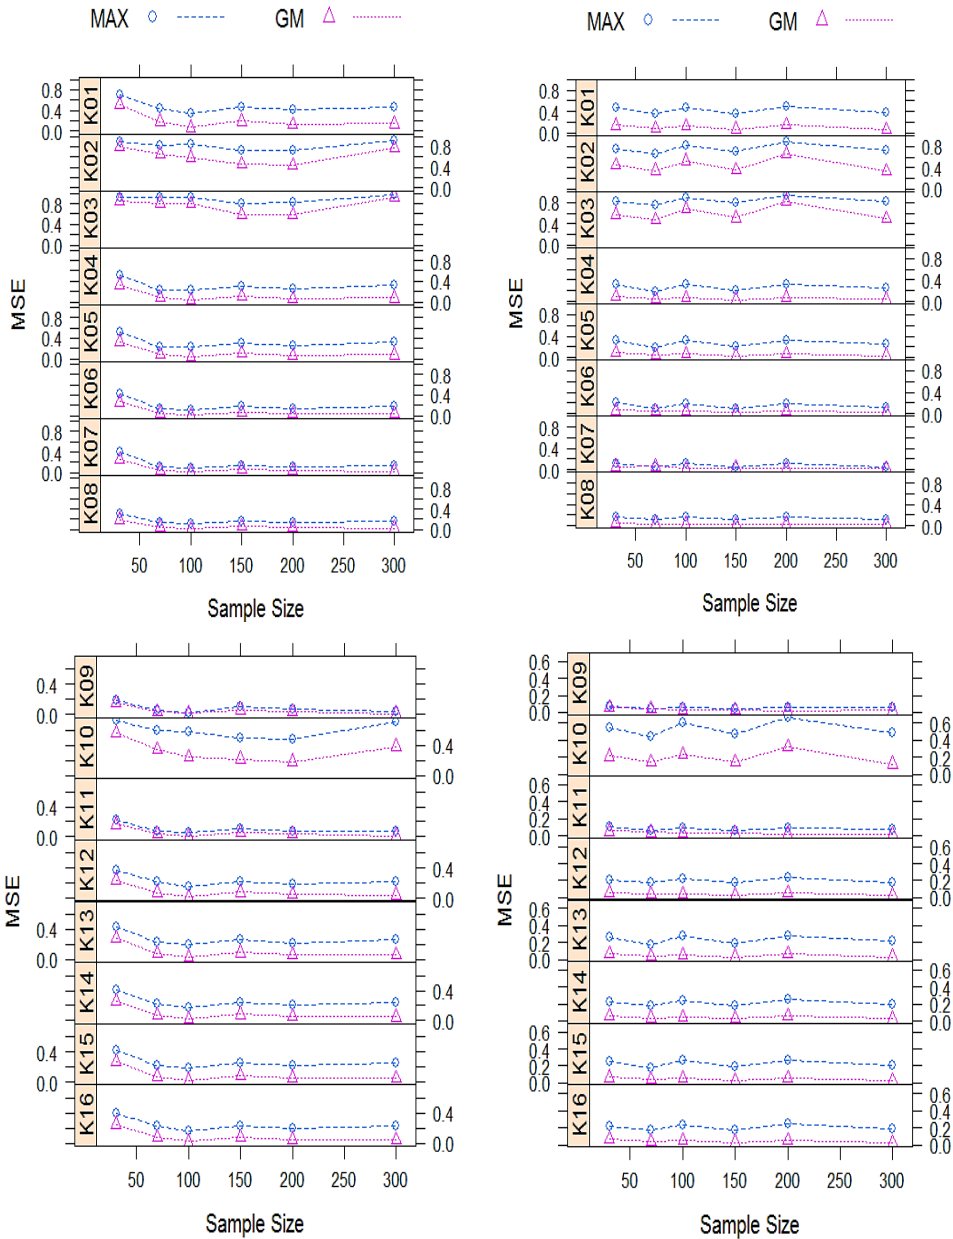 MAX GM
K01 0.8 0.4 0.0
K02 0.8 0.4 0.0
K03 0.8 0.4 0.0
K04 0.8 0.4 0.0
K05 0.8 0.4 0.0
K06 0.8 0.4 0.0
K07 0.8 0.4 0.0
K08 0.8 0.4 0.0
MSE
50 100 150 200 250 300
Sample Size
MAX GM
K01 0.8 0.4 0.0
K02 0.8 0.4 0.0
K03 0.8 0.4 0.0
K04 0.8 0.4 0.0
K05 0.8 0.4 0.0
K06 0.8 0.4 0.0
K07 0.8 0.4 0.0
K08 0.8 0.4 0.0
MSE
50 100 150 200 250 300
Sample Size
K09 0.4 0.0
K10 0.4 0.0
K11 0.4 0.0
K12 0.4 0.0
K13 0.4 0.0
K14 0.4 0.0
K15 0.4 0.0
K16 0.4 0.0
MSE
50 100 150 200 250 300
Sample Size
K09 0.6 0.4 0.2 0.0
K10 0.6 0.4 0.2 0.0
K11 0.6 0.4 0.2 0.0
K12 0.6 0.4 0.2 0.0
K13 0.6 0.4 0.2 0.0
K14 0.6 0.4 0.2 0.0
K15 0.6 0.4 0.2 0.0
K16 0.6 0.4 0.2 0.0
MSE
50 100 150 200 250 300
Sample Size